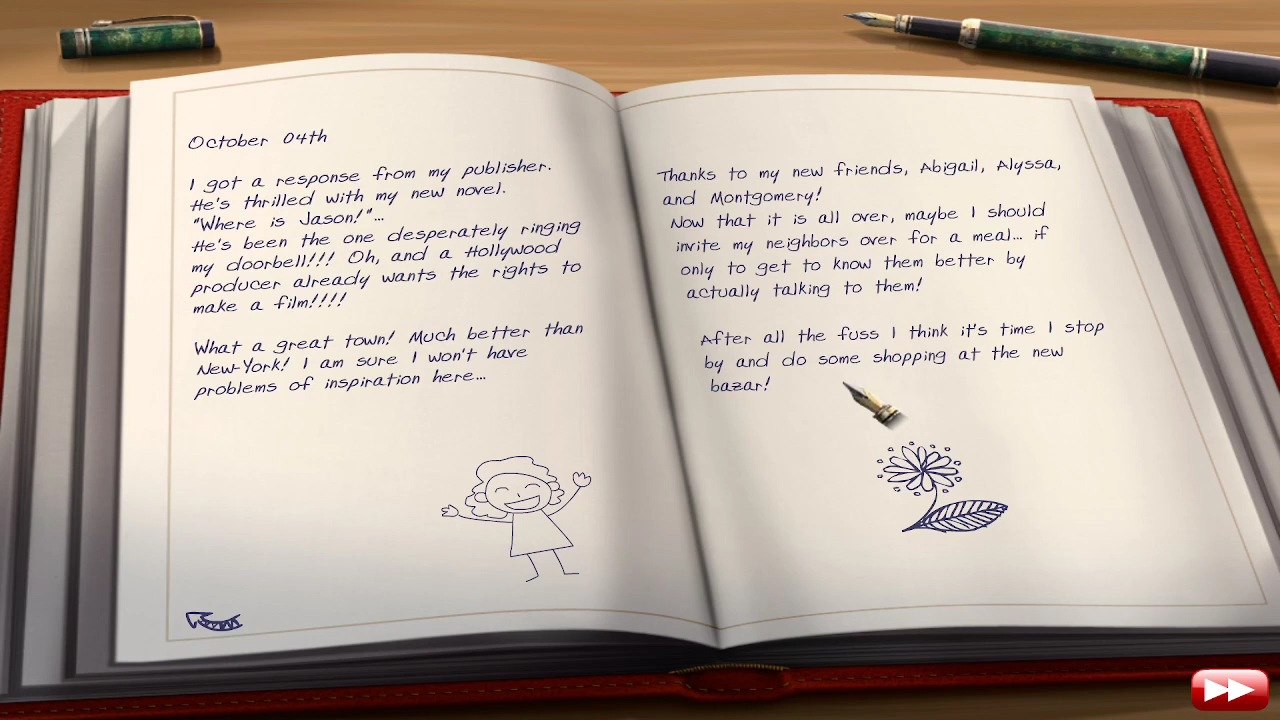 October 04th
I got a response from my publisher.
He's thrilled with my new novel.
"Where is Jason!"...
He's been the one desperately ringing
my doorbell!!! Oh, and a Hollywood
producer already wants the rights to
make a film!!!!
What a great town! Much better than
New-York! I am sure I won't have
problems of inspiration here...
Thanks to my new friends, Abigail, Alyssa,
and Montgomery!
Now that it is all over, maybe I should
invite my neighbors over for a meal... if
only to get to know them better by
actually talking to them!
After all the fuss I think it's time I stop
by and do some shopping at the new
bazar!